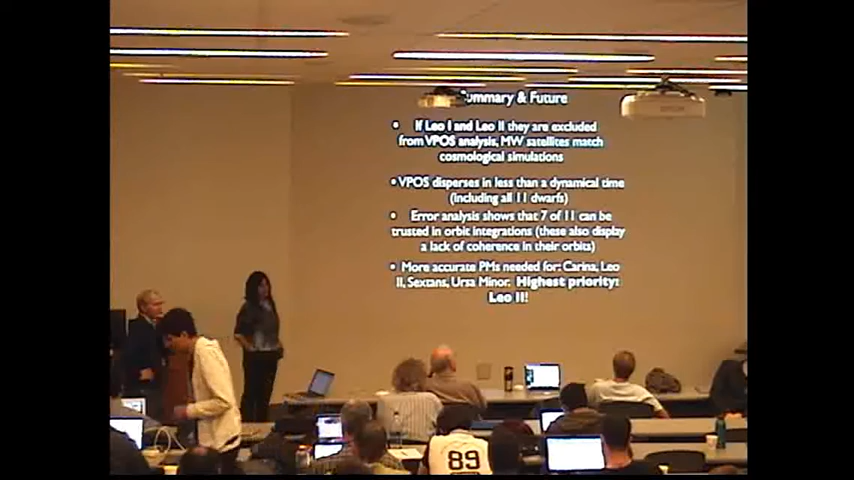 Summary & Future
• If Leo I and Leo II they are excluded
from VPOS analysis, MW satellites match
cosmological simulations
• VPOS disperses in less than a dynamical time
(including all 11 dwarfs)
• Error analysis shows that 7 of 11 can be
trusted in orbit integrations (these also display
a lack of coherence in their orbits)
• More accurate PMs needed for: Carina, Leo
II, Sextans, Ursa Minor. Highest priority:
Leo II!
89